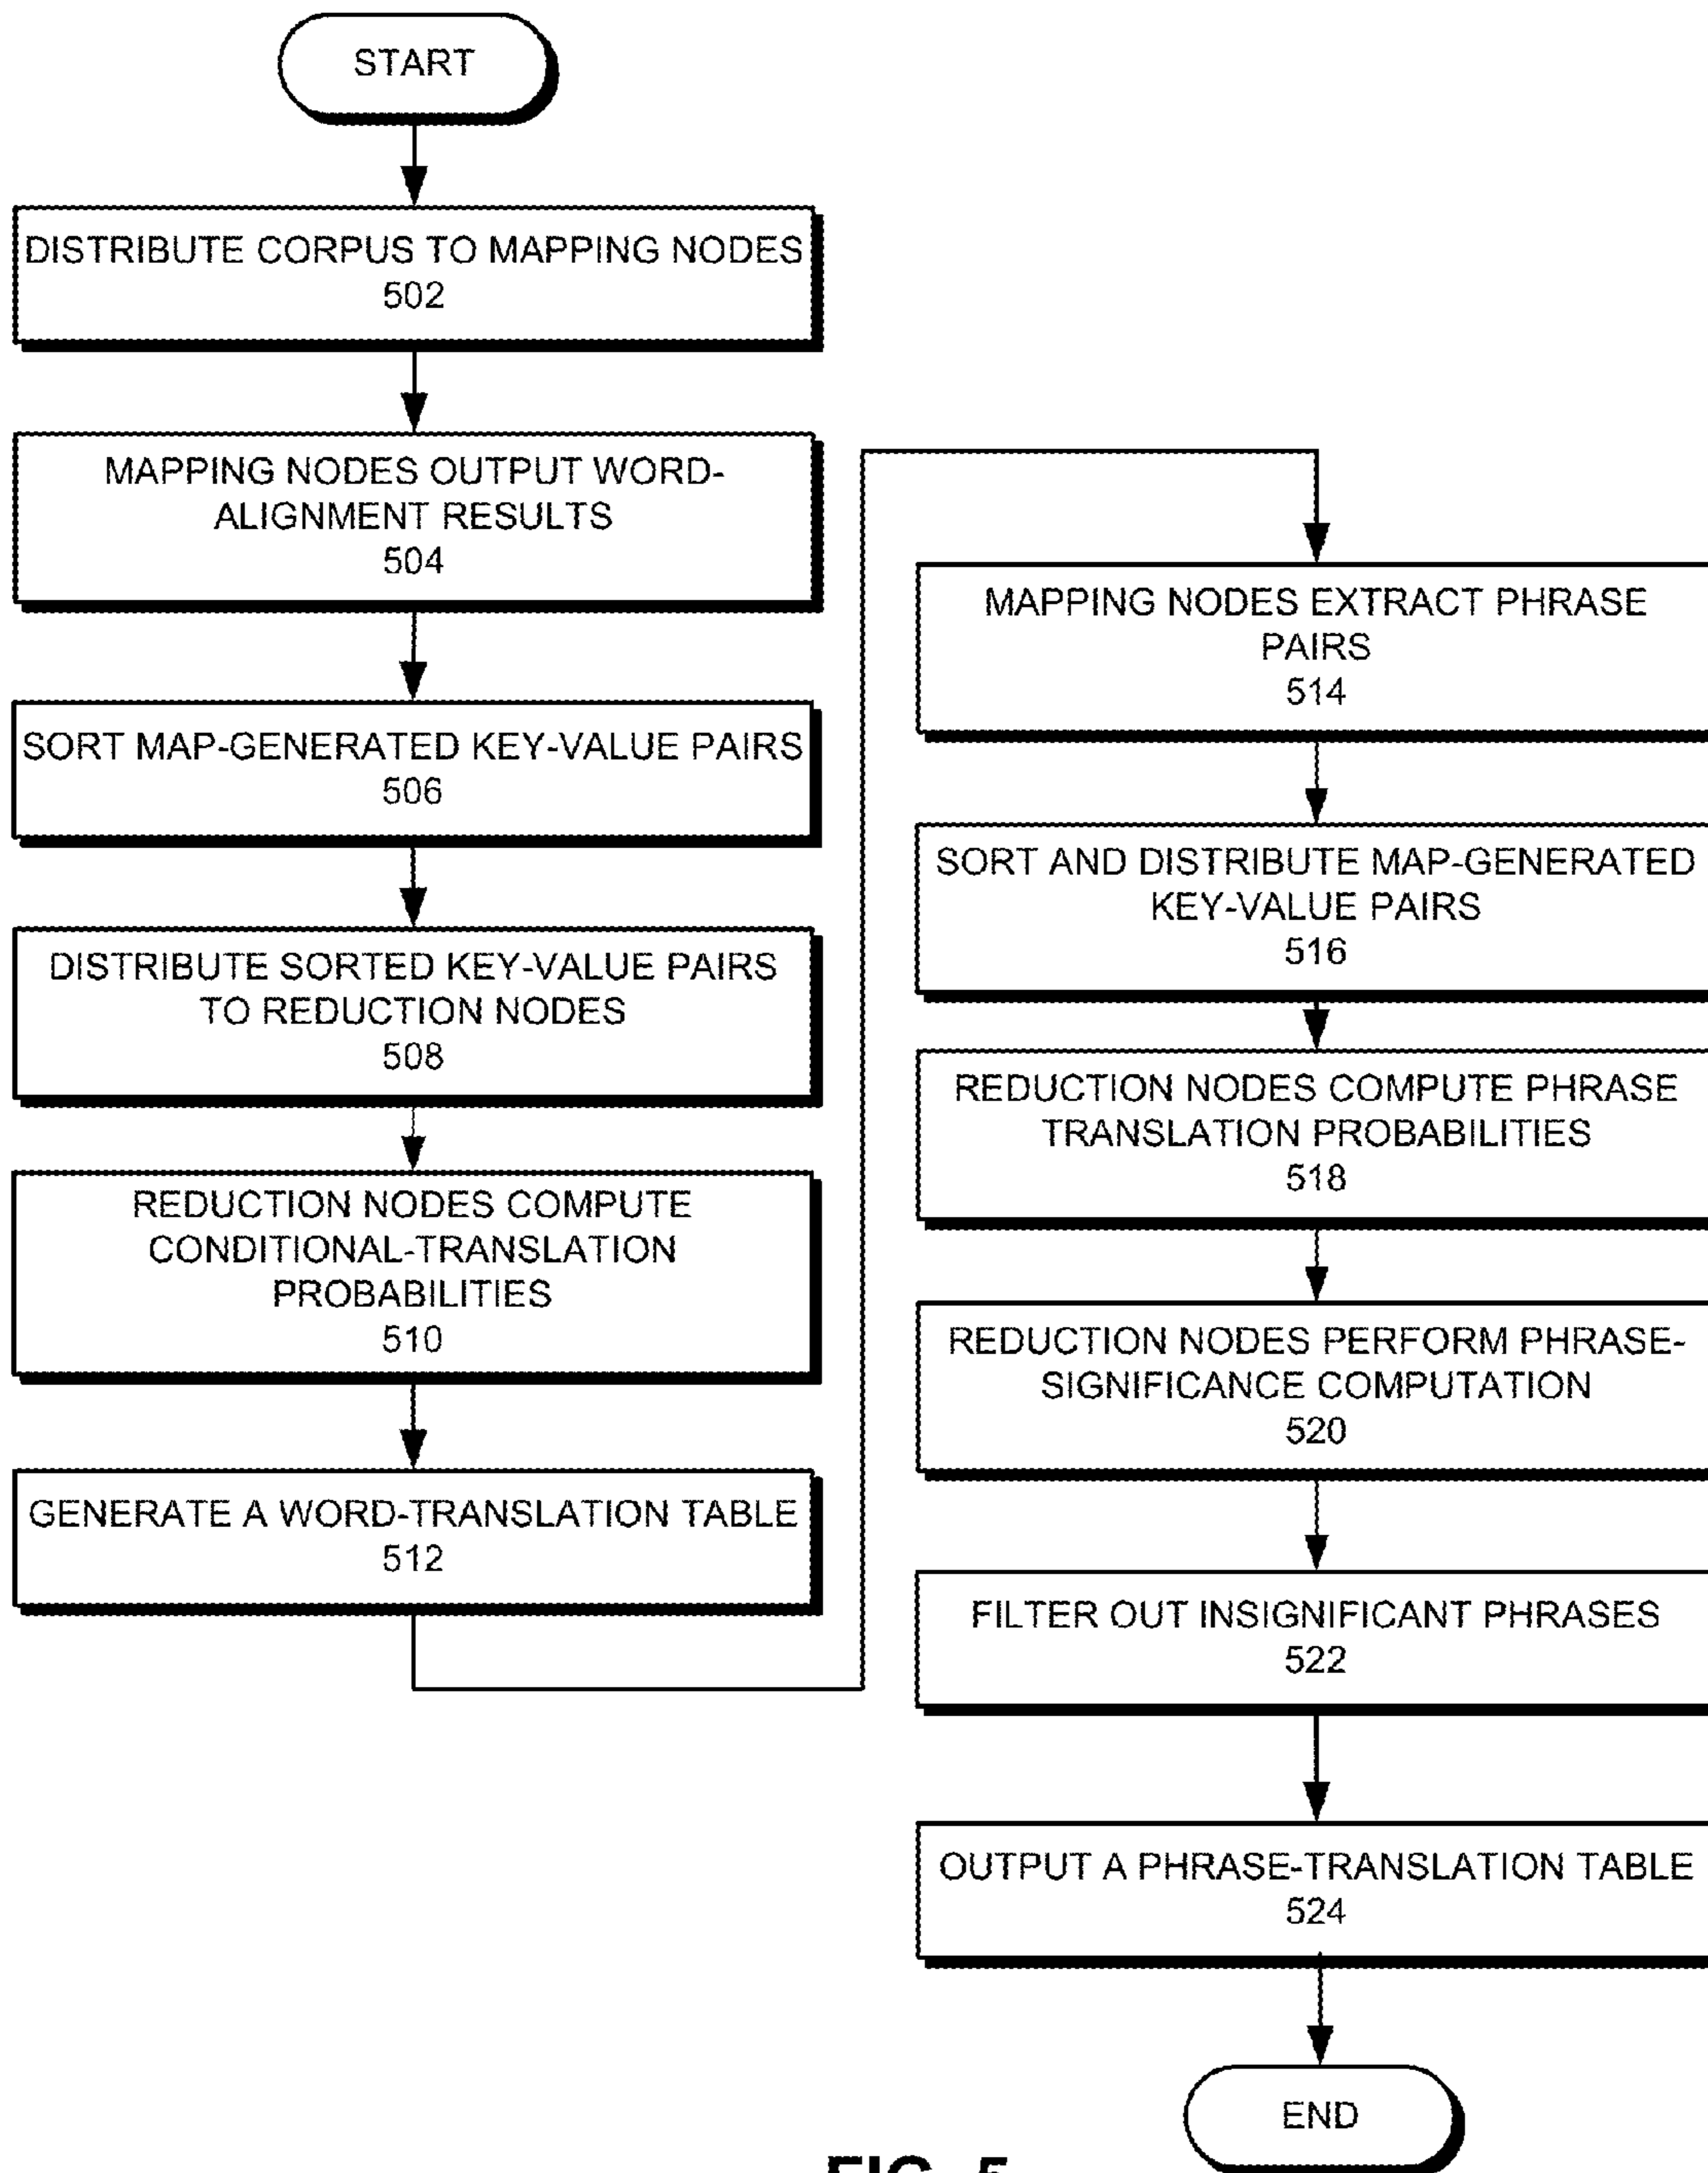 START
DISTRIBUTE CORPUS TO MAPPING NODES
502
MAPPING NODES OUTPUT WORD-
ALIGNMENT RESULTS
504
SORT MAP-GENERATED KEY-VALUE PAIRS
506
DISTRIBUTE SORTED KEY-VALUE PAIRS
TO REDUCTION NODES
508
REDUCTION NODES COMPUTE
CONDITIONAL-TRANSLATION
PROBABILITIES
510
GENERATE A WORD-TRANSLATION TABLE
512
MAPPING NODES EXTRACT PHRASE
PAIRS
514
SORT AND DISTRIBUTE MAP-GENERATED
KEY-VALUE PAIRS
516
REDUCTION NODES COMPUTE PHRASE
TRANSLATION PROBABILITIES
518
REDUCTION NODES PERFORM PHRASE-
SIGNIFICANCE COMPUTATION
520
FILTER OUT INSIGNIFICANT PHRASES
522
OUTPUT A PHRASE-TRANSLATION TABLE
524
END
FIG. 5